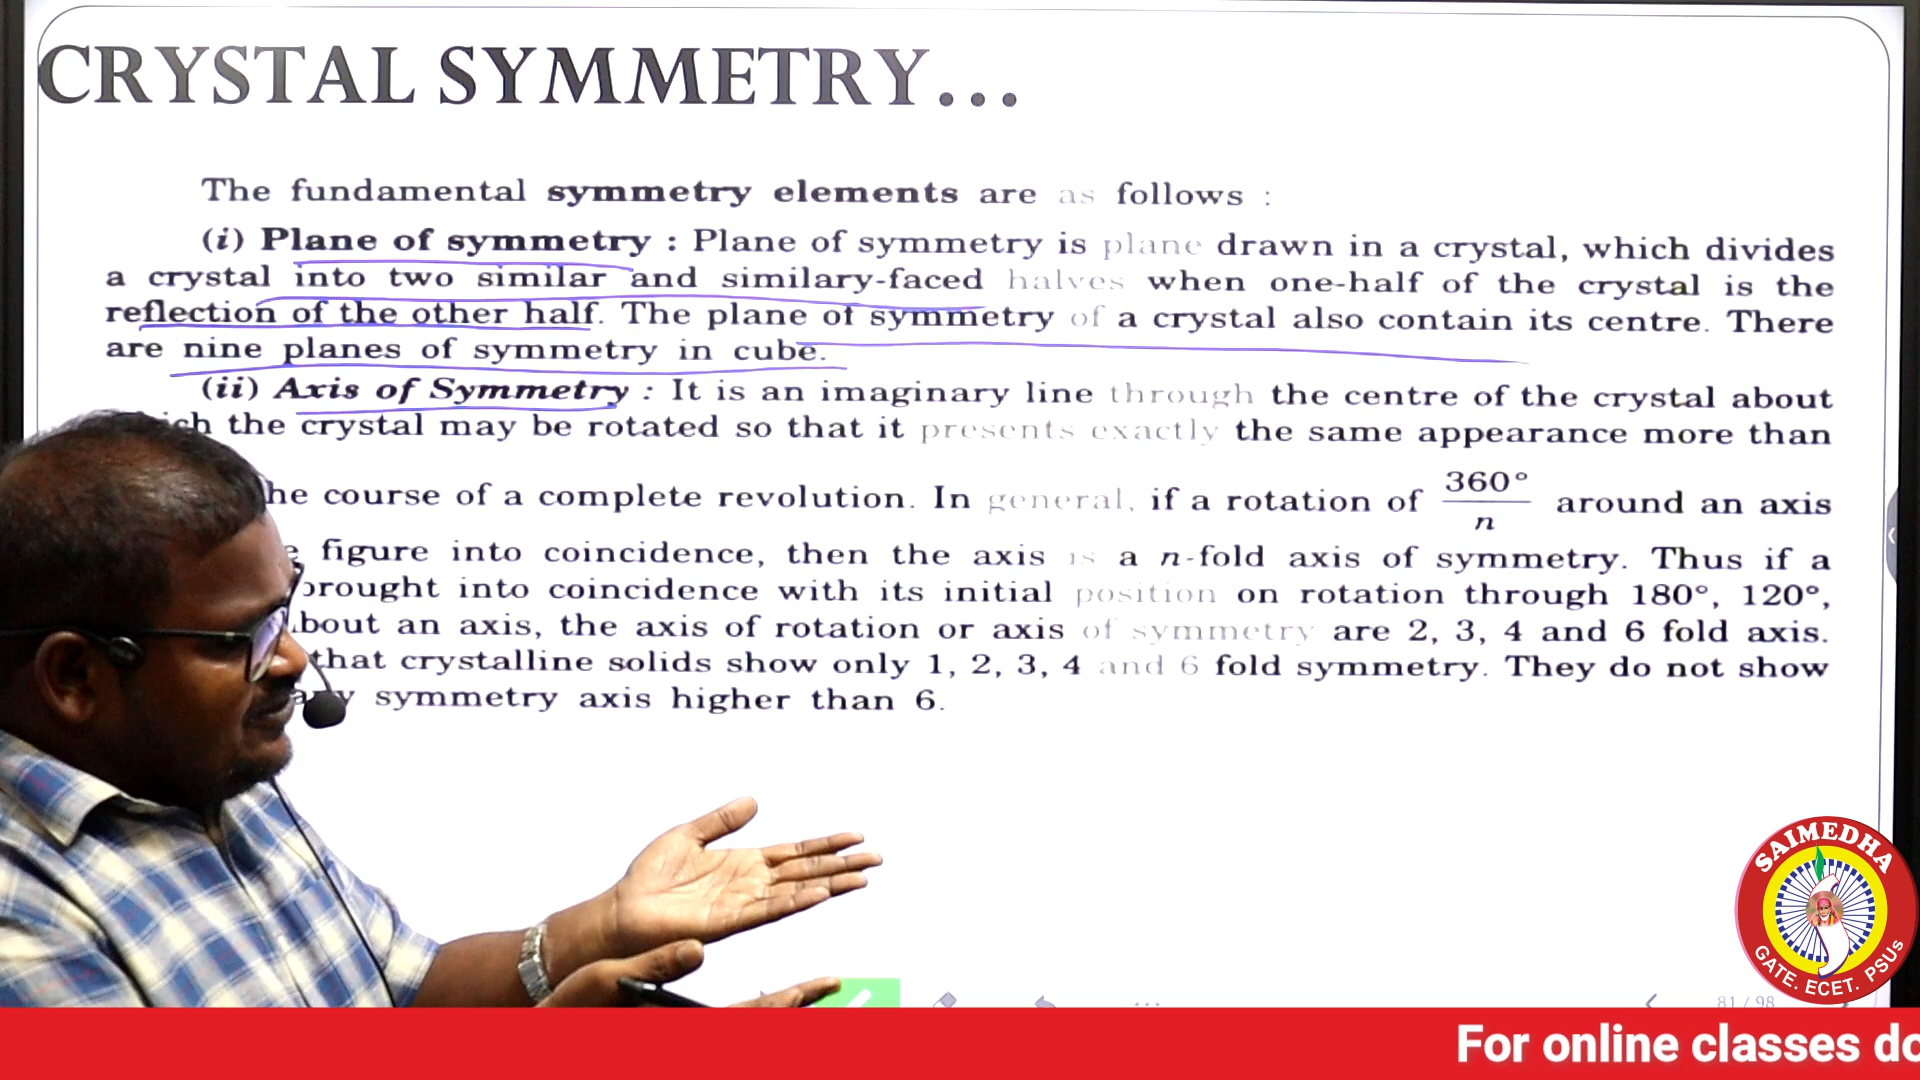 CRYSTAL SYMMETRY...
The fundamental symmetry elements are as follows :
(i) Plane of symmetry : Plane of symmetry is plane drawn in a crystal, which divides
a crystal into two similar and similary-faced halves when one-half of the crystal is the
reflection of the other half. The plane of symmetry of a crystal also contain its centre. There
are nine planes of symmetry in cube.
(ii) Axis of Symmetry : It is an imaginary line through the centre of the crystal about
the crystal may be rotated so that it presents exactly the same appearance more than
course of a complete revolution. In general, if a rotation of 360°/n around an axis
figure into coincidence, then the axis is a n-fold axis of symmetry. Thus if a
brought into coincidence with its initial position on rotation through 180°, 120°,
about an axis, the axis of rotation or axis of symmetry are 2, 3, 4 and 6 fold axis.
that crystalline solids show only 1, 2, 3, 4 and 6 fold symmetry. They do not show
any symmetry axis higher than 6.
SAIMEDHA
GATE. ECET. PSUs
81 / 98
For online classes do